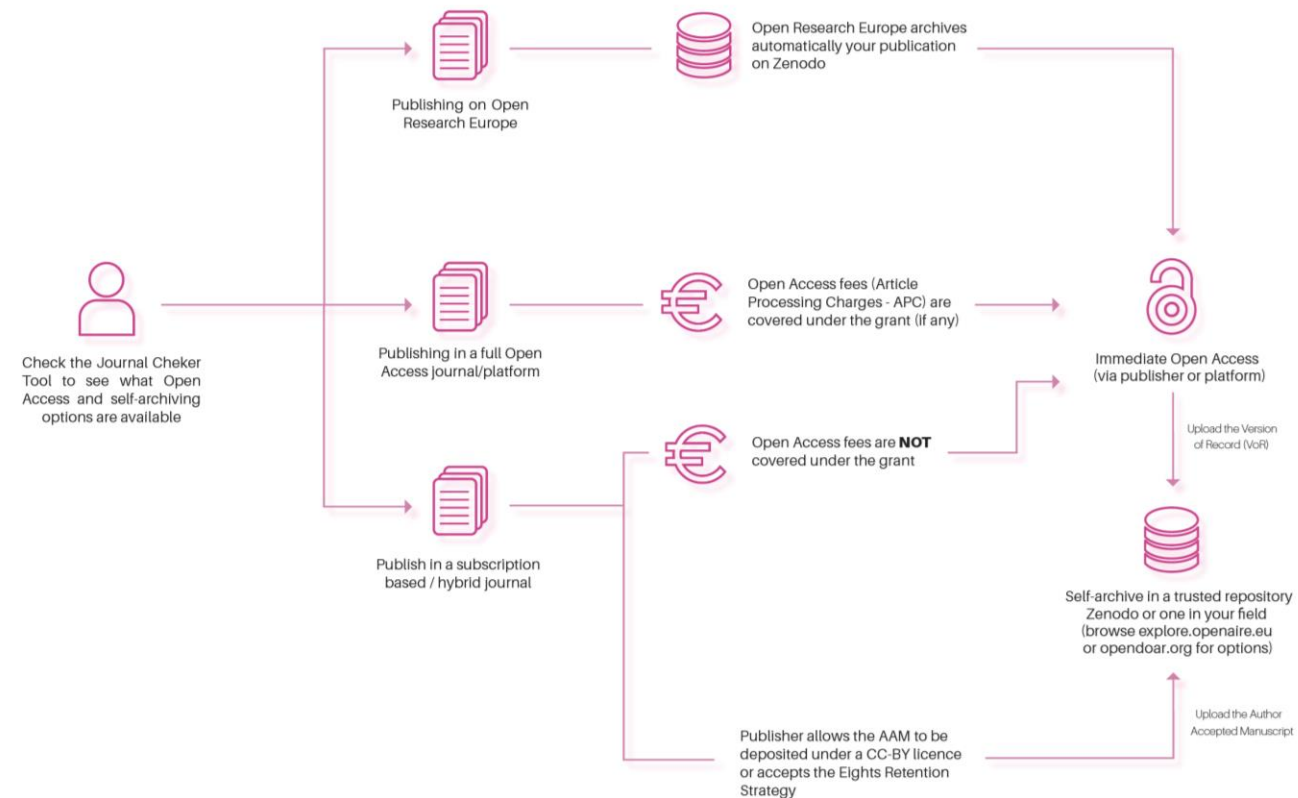 Open Research Europe archives
automatically your publication
on Zenodo
Publishing on Open
Research Europe
Check the Journal Cheker
Tool to see what Open
Access and self-archiving
options are available
Publishing in a full Open
Access journal/platform
Open Access fees (Article
Processing Charges - APC) are
covered under the grant (if any)
Immediate Open Access
(via publisher or platform)
Publish in a subscription
based / hybrid journal
Open Access fees are NOT
covered under the grant
Upload the Version
of Record (VoR)
Self-archive in a trusted repository
Zenodo or one in your field
(browse explore.openaire.eu
or opendoar.org for options)
Publisher allows the AAM to be
deposited under a CC-BY licence
or accepts the Eights Retention
Strategy
Upload the Author
Accepted Manuscript